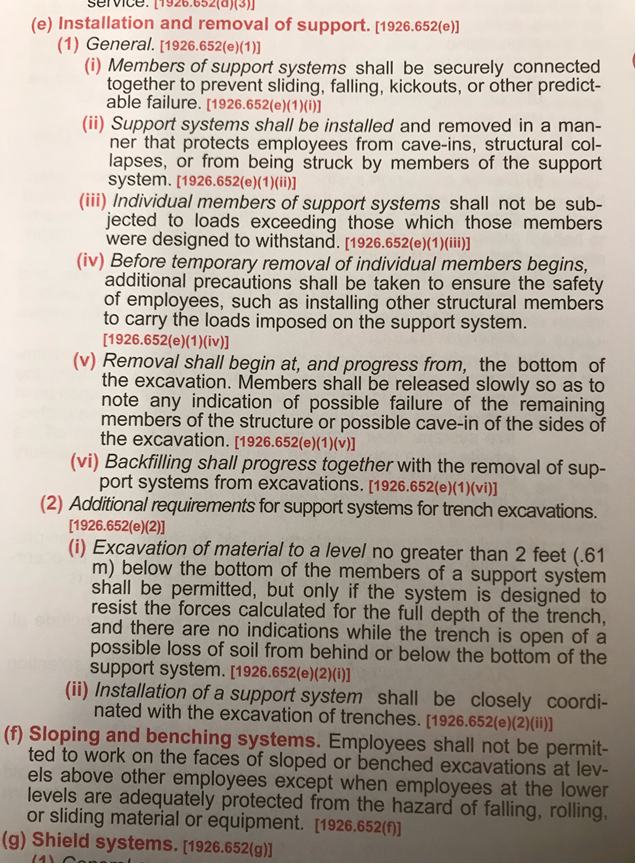 service. [1926.652(d)(3)]
(e) Installation and removal of support. [1926.652(e)]
(1) General. [1926.652(e)(1)]
(i) Members of support systems shall be securely connected
together to prevent sliding, falling, kickouts, or other predict-
able failure. [1926.652(e)(1)(i)]
(ii) Support systems shall be installed and removed in a man-
ner that protects employees from cave-ins, structural col-
lapses, or from being struck by members of the support
system. [1926.652(e)(1)(ii)]
(iii) Individual members of support systems shall not be sub-
jected to loads exceeding those which those members
were designed to withstand. [1926.652(e)(1)(iii)]
(iv) Before temporary removal of individual members begins,
additional precautions shall be taken to ensure the safety
of employees, such as installing other structural members
to carry the loads imposed on the support system.
[1926.652(e)(1)(iv)]
(v) Removal shall begin at, and progress from, the bottom of
the excavation. Members shall be released slowly so as to
note any indication of possible failure of the remaining
members of the structure or possible cave-in of the sides of
the excavation. [1926.652(e)(1)(v)]
(vi) Backfilling shall progress together with the removal of sup-
port systems from excavations. [1926.652(e)(1)(vi)]
(2) Additional requirements for support systems for trench excavations.
[1926.652(e)(2)]
(i) Excavation of material to a level no greater than 2 feet (.61
m) below the bottom of the members of a support system
shall be permitted, but only if the system is designed to
resist the forces calculated for the full depth of the trench,
and there are no indications while the trench is open of a
possible loss of soil from behind or below the bottom of the
support system. [1926.652(e)(2)(i)]
(ii) Installation of a support system shall be closely coordi-
nated with the excavation of trenches. [1926.652(e)(2)(ii)]
(f) Sloping and benching systems. Employees shall not be permit-
ted to work on the faces of sloped or benched excavations at lev-
els above other employees except when employees at the lower
levels are adequately protected from the hazard of falling, rolling,
or sliding material or equipment. [1926.652(f)]
(g) Shield systems. [1926.652(g)]
(1) General